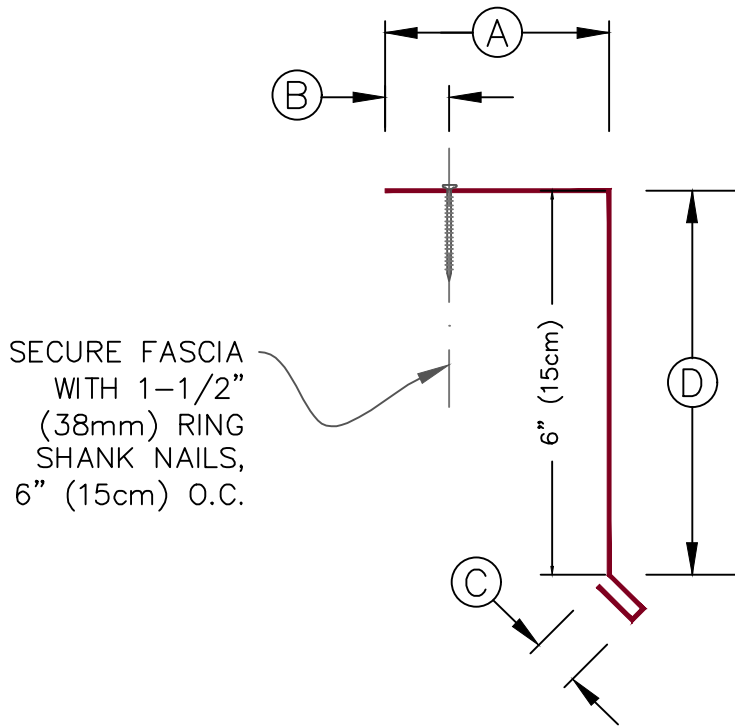 A
B
SECURE FASCIA
WITH 1-1/2”
(38mm) RING
SHANK NAILS,
6” (15cm) O.C.
6” (15cm)
D
C